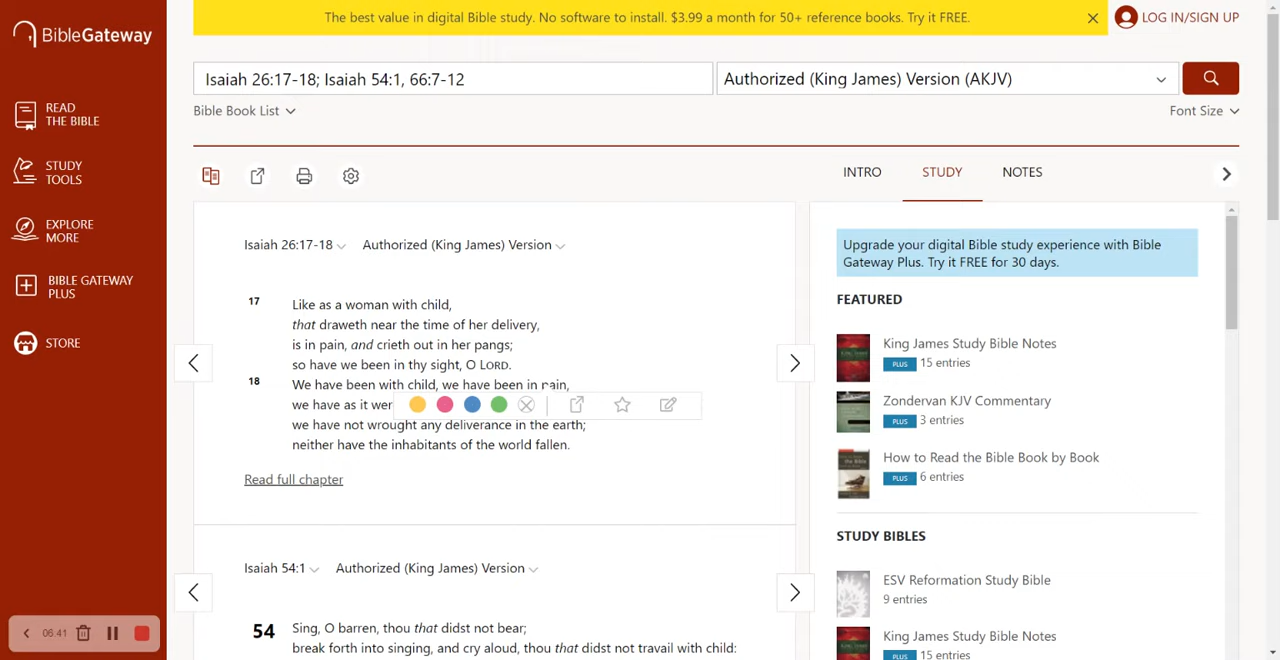 The best value in digital Bible study. No software to install. $3.99 a month for 50+ reference books. Try it FREE.
LOG IN/SIGN UP
BibleGateway
READ
THE BIBLE
STUDY
TOOLS
EXPLORE
MORE
BIBLE GATEWAY
PLUS
STORE
06:41
Isaiah 26:17-18; Isaiah 54:1, 66:7-12
Authorized (King James) Version (AKJV)
Bible Book List
Font Size
Isaiah 26:17-18 Authorized (King James) Version
17 Like as a woman with child,
that draweth near the time of her delivery,
is in pain, and crieth out in her pangs;
so have we been in thy sight, O LORD.
18 We have been with child, we have been in pain,
we have as it wer
we have not wrought any deliverance in the earth;
neither have the inhabitants of the world fallen.
Read full chapter
Isaiah 54:1 Authorized (King James) Version
54 Sing, O barren, thou that didst not bear;
break forth into singing, and cry aloud, thou that didst not travail with child:
INTRO STUDY NOTES
Upgrade your digital Bible study experience with Bible
Gateway Plus. Try it FREE for 30 days.
FEATURED
King James Study Bible Notes
PLUS 15 entries
Zondervan KJV Commentary
PLUS 3 entries
How to Read the Bible Book by Book
PLUS 6 entries
STUDY BIBLES
ESV Reformation Study Bible
9 entries
King James Study Bible Notes
PLUS 15 entries